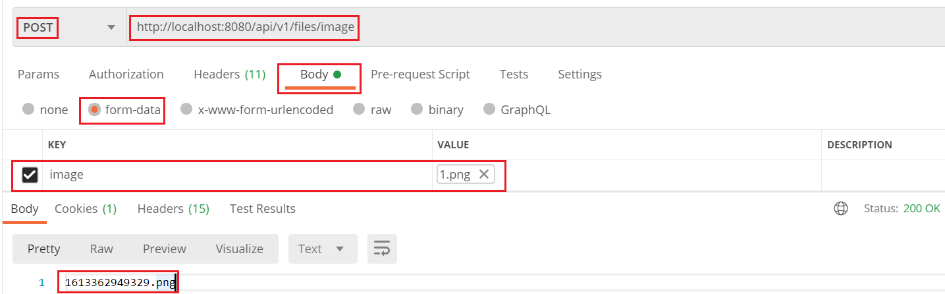 POST http://localhost:8080/api/v1/files/image
Params Authorization Headers (11) Body Pre-request Script Tests Settings
none form-data x-www-form-urlencoded raw binary GraphQL
KEY VALUE DESCRIPTION
image 1.png
Body Cookies (1) Headers (15) Test Results Status: 200 OK
Pretty Raw Preview Visualize Text
1 1613362949329.png